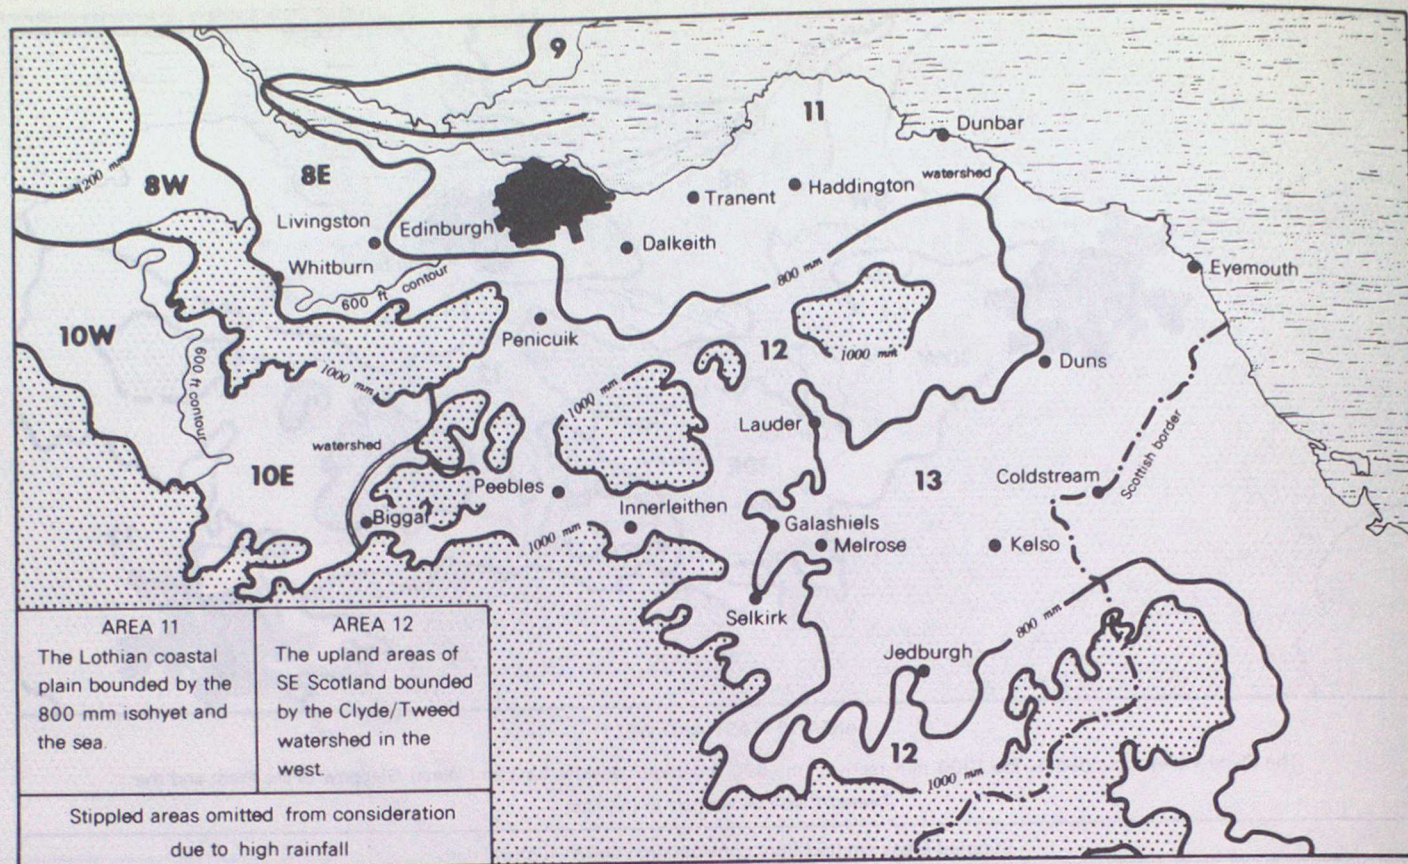 9
11
Dunbar
1200 mm
8W
8E
watershed
Tranent
Haddington
Livingston
Edinburgh
Dalkeith
Whitburn
800 mm
Eyemouth
600 ft contour
10W
Penicuik
12
1000 mm
Duns
600 ft contour
1000 mm
1000 mm
Lauder
Scottish border
watershed
10E
Peebles
13
Coldstream
Biggar
Innerleithen
Galashiels
1000 mm
Melrose
Kelso
Selkirk
800 mm
Jedburgh
12
1000 mm
AREA 11
The Lothian coastal
plain bounded by the
800 mm isohyet and
the sea.
AREA 12
The upland areas of
SE Scotland bounded
by the Clyde/Tweed
watershed in the
west.
Stippled areas omitted from consideration
due to high rainfall